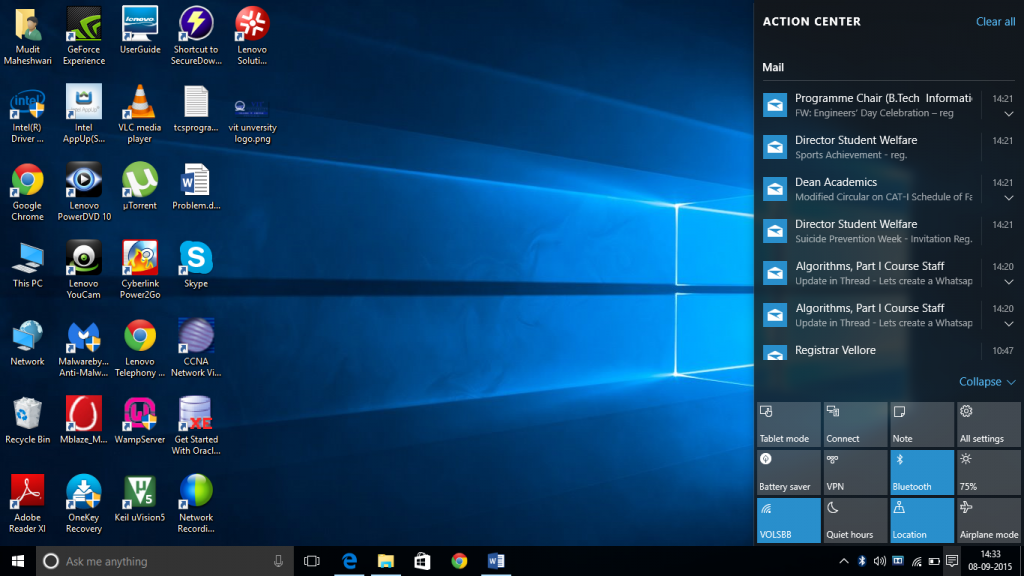 Mudit
Maheshwari
GeForce
Experience
UserGuide
Shortcut to
SecureDow...
Lenovo
Soluti...
Intel(R)
Driver ...
Intel
AppUp(S...
VLC media
player
tcsprogra...
vit unversity
logo.png
Google
Chrome
Lenovo
PowerDVD 10
µTorrent
Problem.d...
This PC
Lenovo
YouCam
Cyberlink
Power2Go
Skype
Network
Malwareby...
Anti-Malw...
Lenovo
Telephony ...
CCNA
Network Vi...
Recycle Bin
Mblaze_M...
WampServer
Get Started
With Oracl...
Adobe
Reader XI
OneKey
Recovery
Keil uVision5
Network
Recordi...
ACTION CENTER
Clear all
Mail
Programme Chair (B.Tech Informati
14:21
FW: Engineers' Day Celebration – reg
Director Student Welfare
14:21
Sports Achievement - reg.
Dean Academics
14:21
Modified Circular on CAT-I Schedule of Fa
Director Student Welfare
14:21
Suicide Prevention Week - Invitation Reg.
Algorithms, Part I Course Staff
14:20
Update in Thread - Lets create a Whatsap
Algorithms, Part I Course Staff
14:20
Update in Thread - Lets create a Whatsap
Registrar Vellore
10:47
Collapse
Tablet mode
Connect
Note
All settings
Battery saver
VPN
Bluetooth
75%
VOLSBB
Quiet hours
Location
Airplane mode
Ask me anything
14:33
08-09-2015